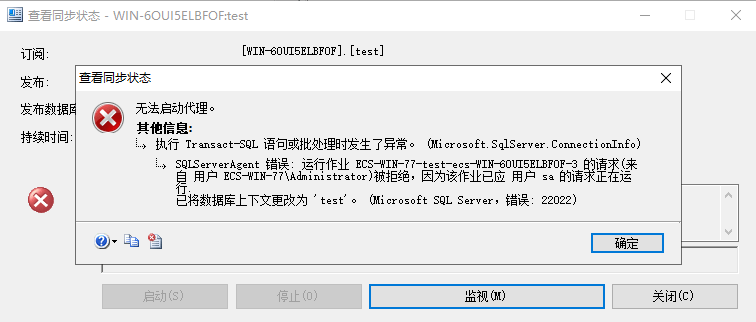 查看同步状态 - WIN-6OUI5ELBFOF:test
订阅:
[WIN-6OUI5ELBFOF].[test]
发布:
发布数据库
持续时间:
查看同步状态
无法启动代理。
其他信息:
执行 Transact-SQL 语句或批处理时发生了异常。 (Microsoft.SqlServer.ConnectionInfo)
SQLServerAgent 错误: 运行作业 ECS-WIN-77-test-ecs-WIN-6OUI5ELBFOF-3 的请求(来
自 用户 ECS-WIN-77\Administrator)被拒绝，因为该作业已应 用户 sa 的请求正在运
行.
已将数据库上下文更改为 'test'。 (Microsoft SQL Server，错误: 22022)
确定
启动(S)
停止(O)
监视(M)
关闭(C)